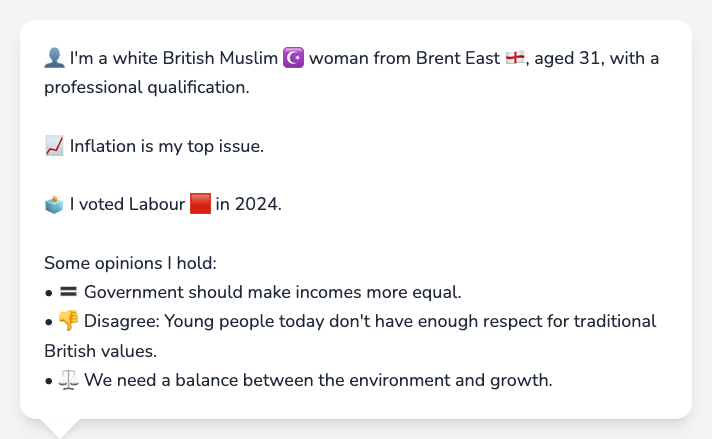 👤 I'm a white British Muslim ☪️ woman from Brent East 🏴󠁧󠁢󠁥󠁮󠁧󠁿, aged 31, with a
professional qualification.
📈 Inflation is my top issue.
🗳️ I voted Labour 🟥 in 2024.
Some opinions I hold:
• 🟰 Government should make incomes more equal.
• 👎 Disagree: Young people today don't have enough respect for traditional
British values.
• ⚖️ We need a balance between the environment and growth.